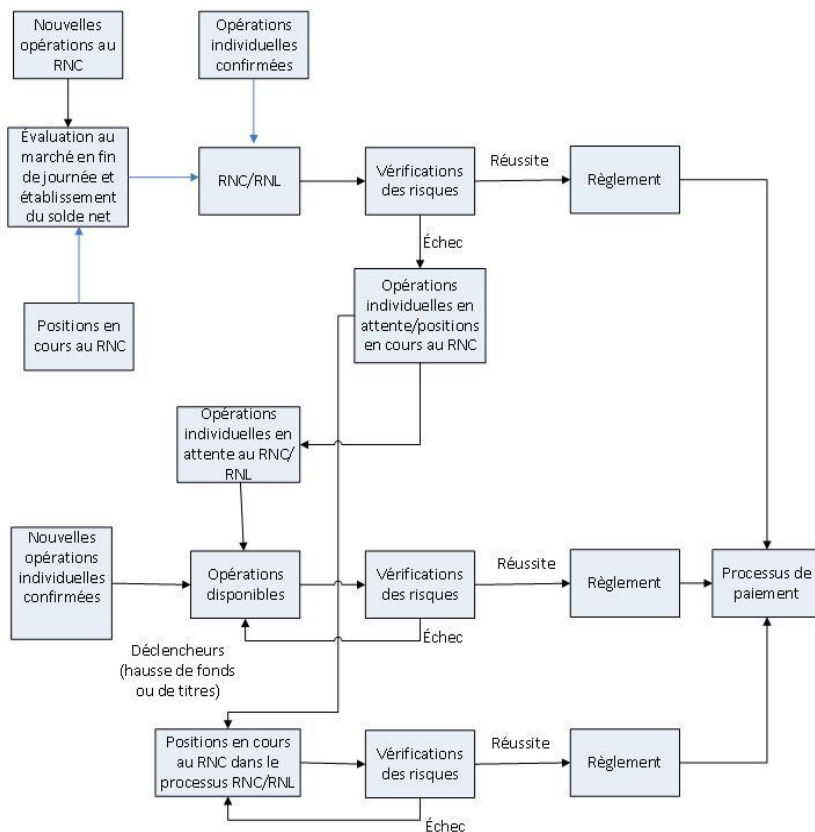 Nouvelles
opérations au
RNC
Opérations
individuelles
confirmées
Évaluation au
marché en fin
de journée et
établissement
du solde net
RNC/RNL
Vérifications
des risques
Réussite
Règlement
Échec
Positions en
cours au RNC
Opérations
individuelles en
attente/positions
en cours au RNC
Opérations
individuelles en
attente au RNC/
RNL
Nouvelles
opérations
individuelles
confirmées
Opérations
disponibles
Vérifications
des risques
Réussite
Règlement
Processus de
paiement
Échec
Déclencheurs
(hausse de fonds
ou de titres)
Positions en cours
au RNC dans le
processus RNC/RNL
Vérifications
des risques
Réussite
Règlement
Échec